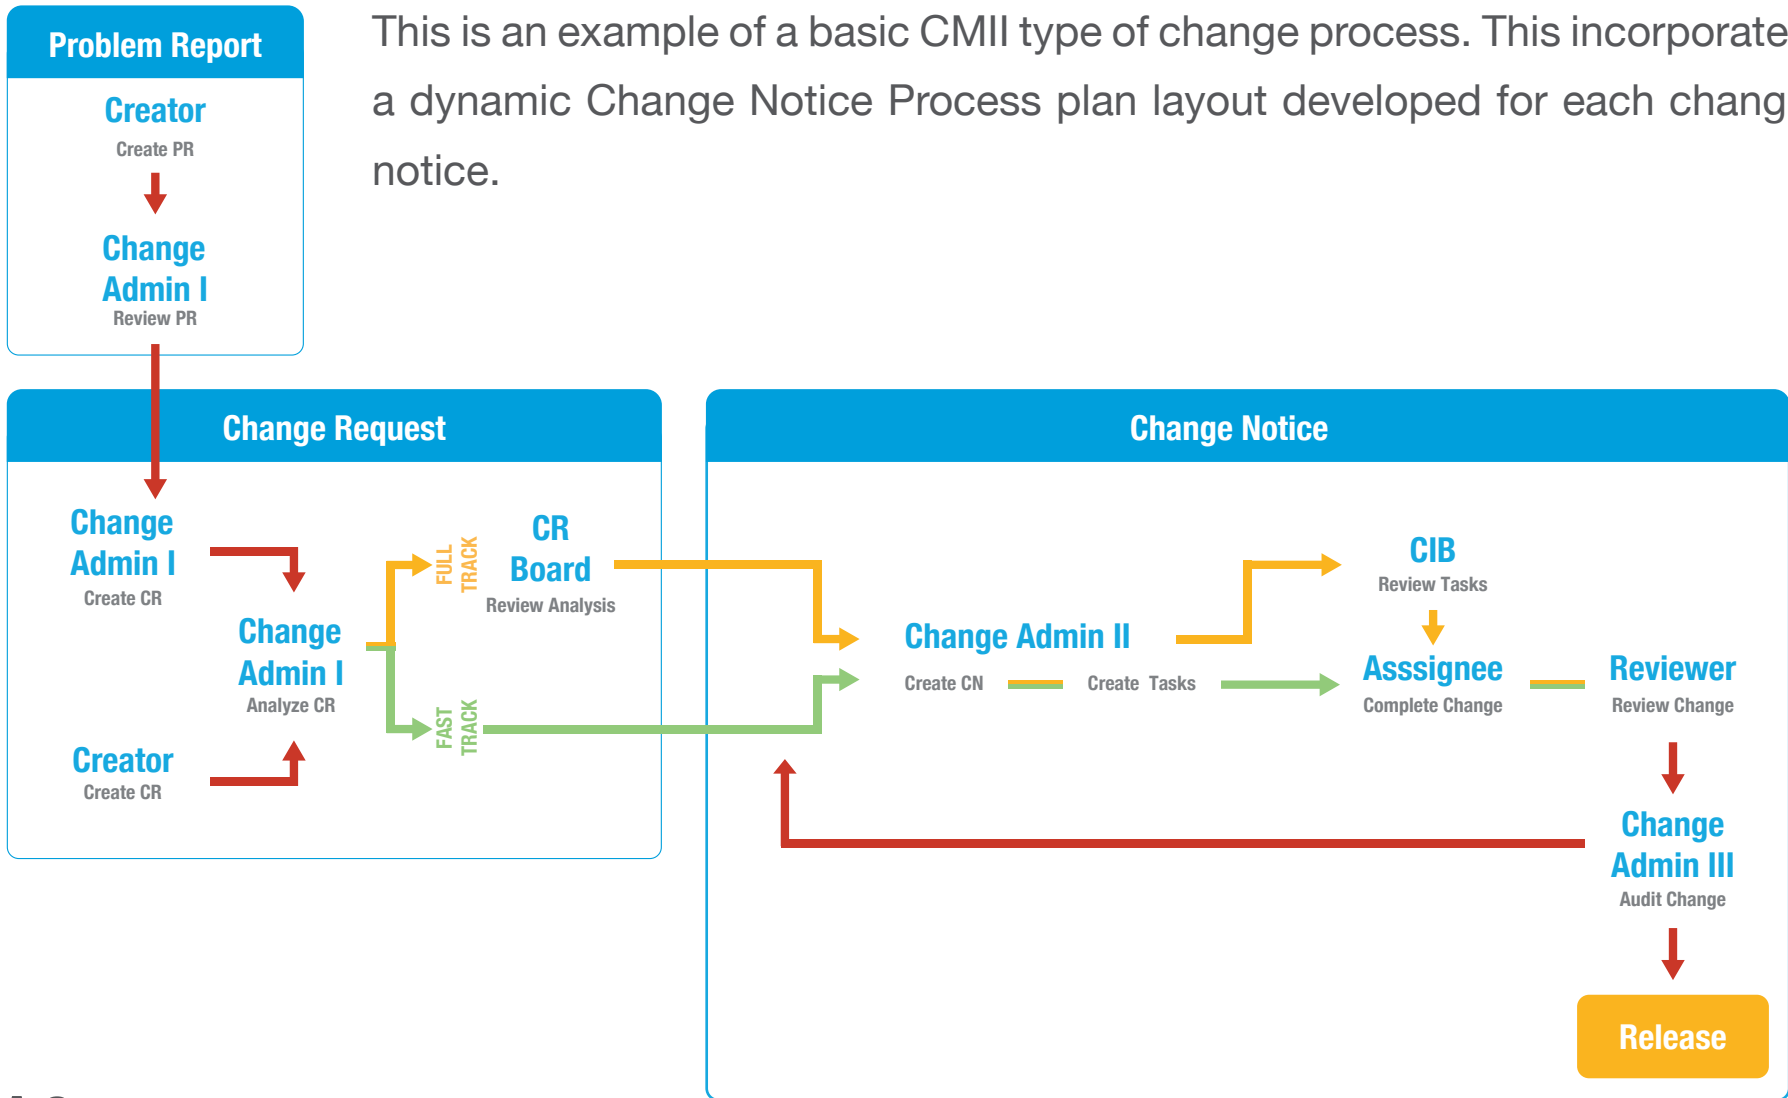 Problem Report
Creator
Create PR
Change
Admin I
Review PR
This is an example of a basic CMII type of change process. This incorporate
a dynamic Change Notice Process plan layout developed for each chang
notice.
Change Request
Change
Admin I
Create CR
Change
Admin I
Analyze CR
Creator
Create CR
FULL
TRACK
FAST
TRACK
CR
Board
Review Analysis
Change Notice
Change Admin II
Create CN
Create Tasks
CIB
Review Tasks
Asssignee
Complete Change
Reviewer
Review Change
Change
Admin III
Audit Change
Release